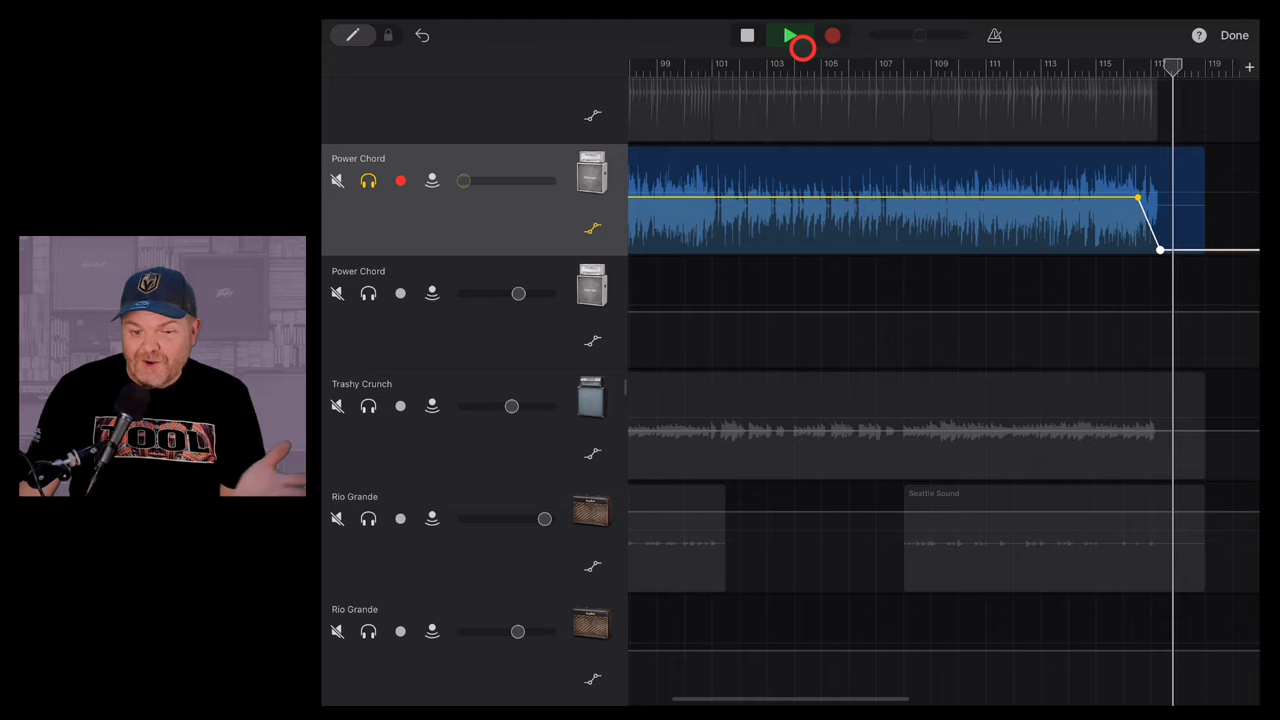 ? Done
99 101 103 105 107 109 111 113 115 117 119 +
Power Chord
Power Chord
Trashy Crunch
Rio Grande
Seattle Sound
Rio Grande
TOOL